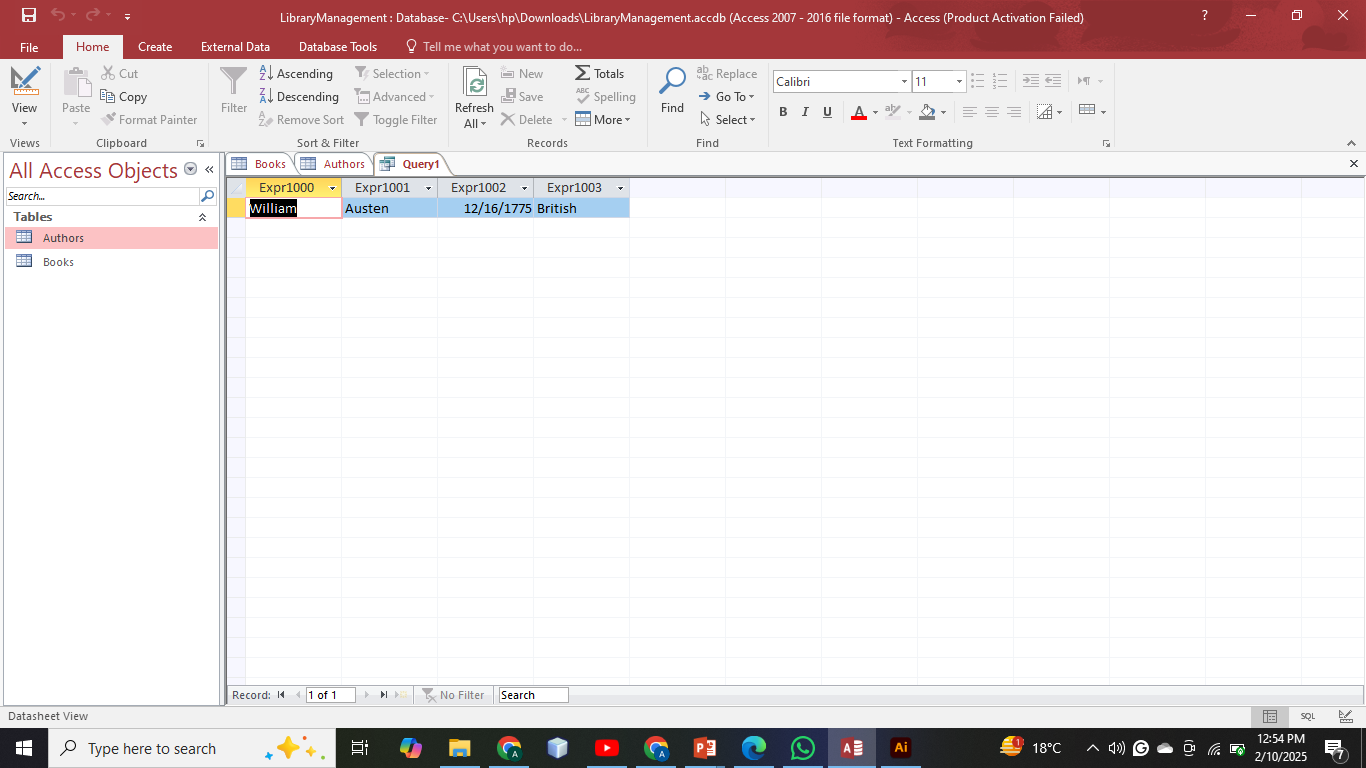 LibraryManagement : Database- C:\Users\hp\Downloads\LibraryManagement.accdb (Access 2007 - 2016 file format) - Access (Product Activation Failed)
?
File Home Create External Data Database Tools Tell me what you want to do...
View
Paste
Cut
Copy
Format Painter
Filter
Ascending
Descending
Remove Sort
Selection
Advanced
Toggle Filter
Refresh
All
New
Save
Delete
Totals
Spelling
More
Find
Replace
Go To
Select
Calibri 11
B I U A
Views Clipboard Sort & Filter Records Find Text Formatting
All Access Objects
Search...
Tables
Authors
Books
Books Authors Query1
Expr1000 Expr1001 Expr1002 Expr1003
William Austen 12/16/1775 British
Record: 1 of 1 No Filter Search
Datasheet View SQL
Type here to search
18°C
12:54 PM
2/10/2025
7